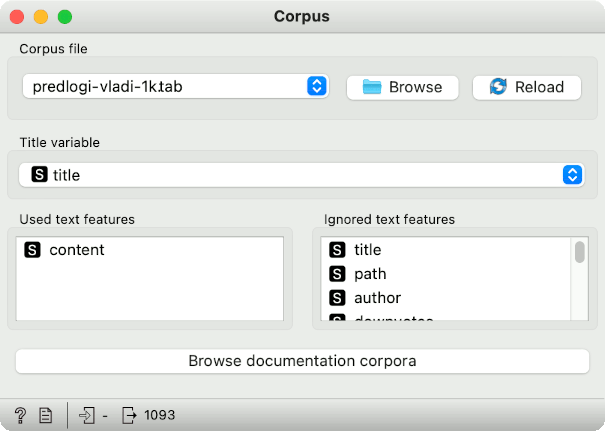 Corpus
Corpus file
predlogi-vladi-1k.tab
Browse
Reload
Title variable
S title
Used text features
Ignored text features
S content
S title
S path
S author
S downvotes
Browse documentation corpora
? - 1093